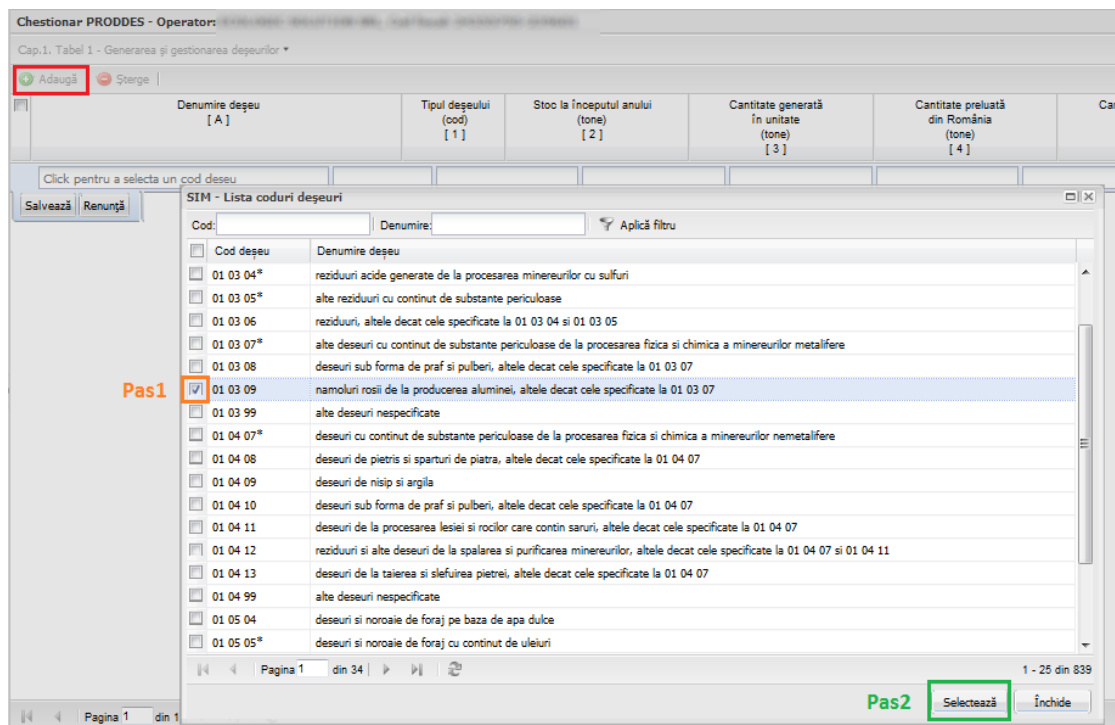 Chestionar PRODDES - Operator:
Cap.1. Tabel 1 - Generarea și gestionarea deșeurilor
Adaugă Șterge
Denumire deșeu
[ A ]
Tipul deșeului
(cod)
[ 1 ]
Stoc la începutul anului
(tone)
[ 2 ]
Cantitate generată
în unitate
(tone)
[ 3 ]
Cantitate preluată
din România
(tone)
[ 4 ]
Click pentru a selecta un cod deseu
Salvează Renunță
SIM - Lista coduri deșeuri
Cod: Denumire: Aplică filtru
Cod deșeu Denumire deșeu
01 03 04* reziduuri acide generate de la procesarea minereurilor cu sulfuri
01 03 05* alte reziduuri cu continut de substante periculoase
01 03 06 reziduuri, altele decat cele specificate la 01 03 04 si 01 03 05
01 03 07* alte deseuri cu continut de substante periculoase de la procesarea fizica si chimica a minereurilor metalifere
01 03 08 deseuri sub forma de praf si pulberi, altele decat cele specificate la 01 03 07
Pas1 01 03 09 namoluri rosii de la producerea aluminei, altele decat cele specificate la 01 03 07
01 03 99 alte deseuri nespecificate
01 04 07* deseuri cu continut de substante periculoase de la procesarea fizica si chimica a minereurilor nemetalifere
01 04 08 deseuri de pietris si sparturi de piatra, altele decat cele specificate la 01 04 07
01 04 09 deseuri de nisip si argila
01 04 10 deseuri sub forma de praf si pulberi, altele decat cele specificate la 01 04 07
01 04 11 deseuri de la procesarea lesiei si rocilor care contin saruri, altele decat cele specificate la 01 04 07
01 04 12 reziduuri si alte deseuri de la spalarea si purificarea minereurilor, altele decat cele specificate la 01 04 07 si 01 04 11
01 04 13 deseuri de la taierea si slefuirea pietrei, altele decat cele specificate la 01 04 07
01 04 99 alte deseuri nespecificate
01 05 04 deseuri si noroaie de foraj pe baza de apa dulce
01 05 05* deseuri si noroaie de foraj cu continut de uleiuri
Pagina 1 din 34 1 - 25 din 839
Pas2 Selectează Închide
Pagina 1 din 1